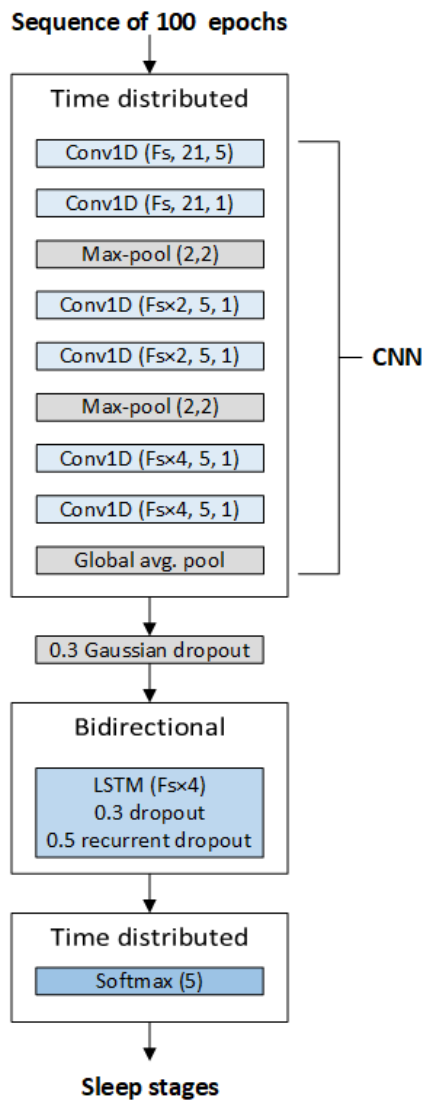 Sequence of 100 epochs
Time distributed
Conv1D (Fs, 21, 5)
Conv1D (Fs, 21, 1)
Max-pool (2,2)
Conv1D (Fs×2, 5, 1)
Conv1D (Fs×2, 5, 1)
Max-pool (2,2)
Conv1D (Fs×4, 5, 1)
Conv1D (Fs×4, 5, 1)
Global avg. pool
CNN
0.3 Gaussian dropout
Bidirectional
LSTM (Fs×4)
0.3 dropout
0.5 recurrent dropout
Time distributed
Softmax (5)
Sleep stages